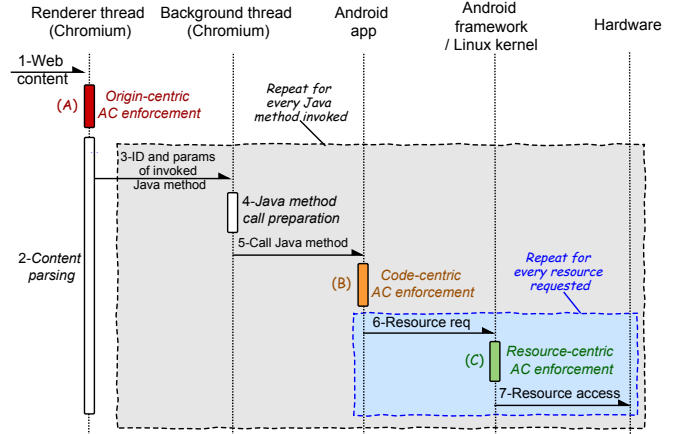 Renderer thread
(Chromium)
Background thread
(Chromium)
Android
app
Android
framework
/ Linux kernel
Hardware
1-Web
content
(A)
Origin-centric
AC enforcement
Repeat for
every Java
method invoked
3-ID and params
of invoked
Java method
4-Java method
call preparation
2-Content
parsing
5-Call Java method
(B)
Code-centric
AC enforcement
Repeat for
every resource
requested
6-Resource req
(C)
Resource-centric
AC enforcement
7-Resource access